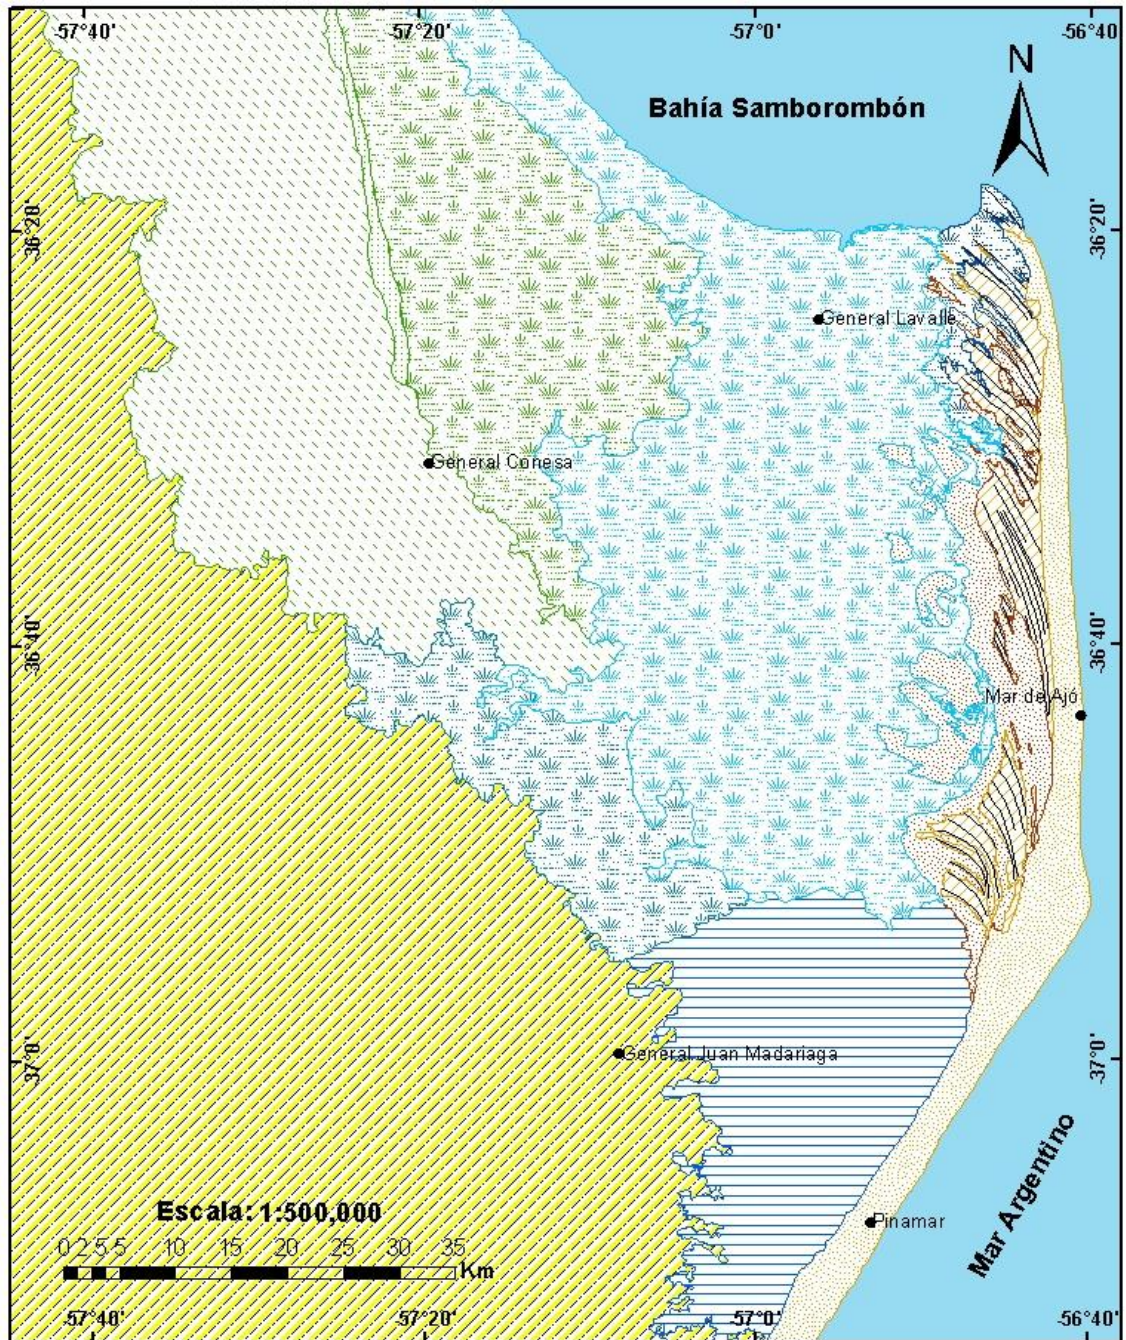 -57°40'
-57°20'
-57°0'
-56°40'
N
Bahía Samborombón
-36°20'
-36°20'
General Lavalle
General Conesa
-36°40'
-36°40'
Mar de Ajó
General Juan Madariaga
-37°0'
-37°0'
Mar Argentino
Pinamar
Escala: 1:500,000
0 2.5 5 10 15 20 25 30 35
Km
-57°40'
-57°20'
-57°0'
-56°40'